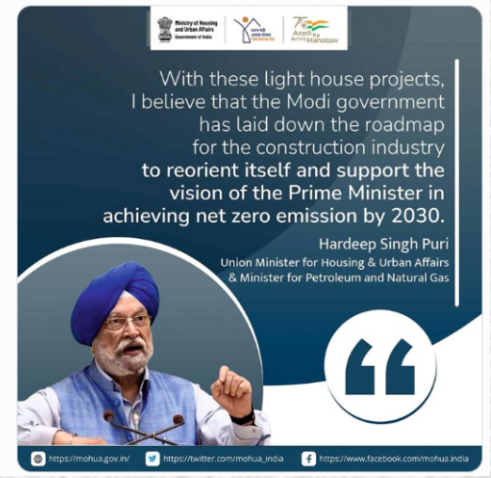 Ministry of Housing
and Urban Affairs
Government of India
75
Azadi Ka
Amrit Mahotsav
With these light house projects,
I believe that the Modi government
has laid down the roadmap
for the construction industry
to reorient itself and support the
vision of the Prime Minister in
achieving net zero emission by 2030.
Hardeep Singh Puri
Union Minister for Housing & Urban Affairs
& Minister for Petroleum and Natural Gas
https://mohua.gov.in/
https://twitter.com/mohua_india
https://www.facebook.com/mohua.india